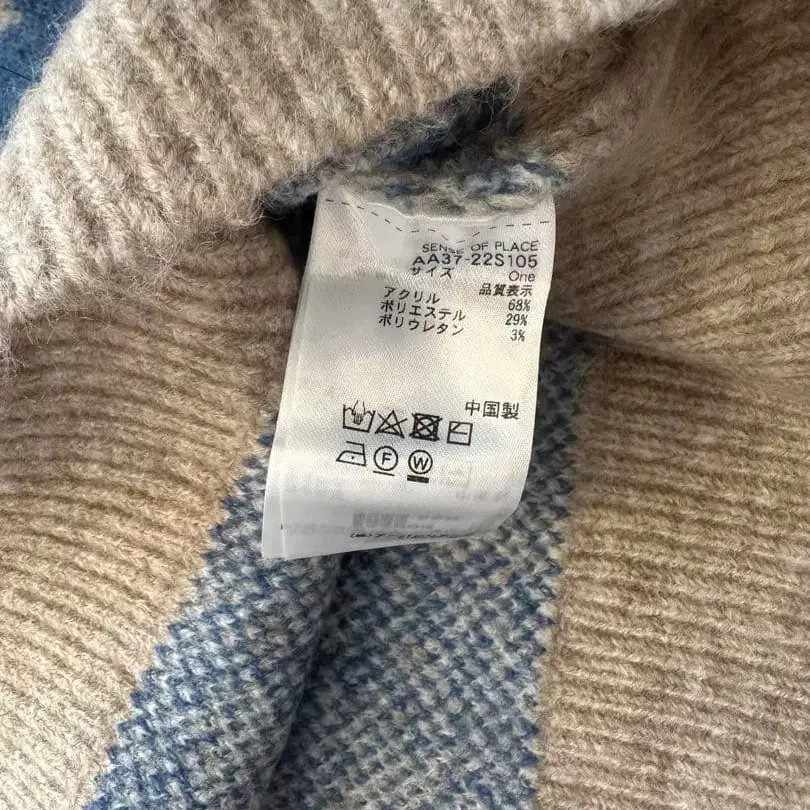 SENSE OF PLACE
AA37-22S105
サイズ One
品質表示
アクリル 68%
ポリエステル 29%
ポリウレタン 3%
中国製
F W